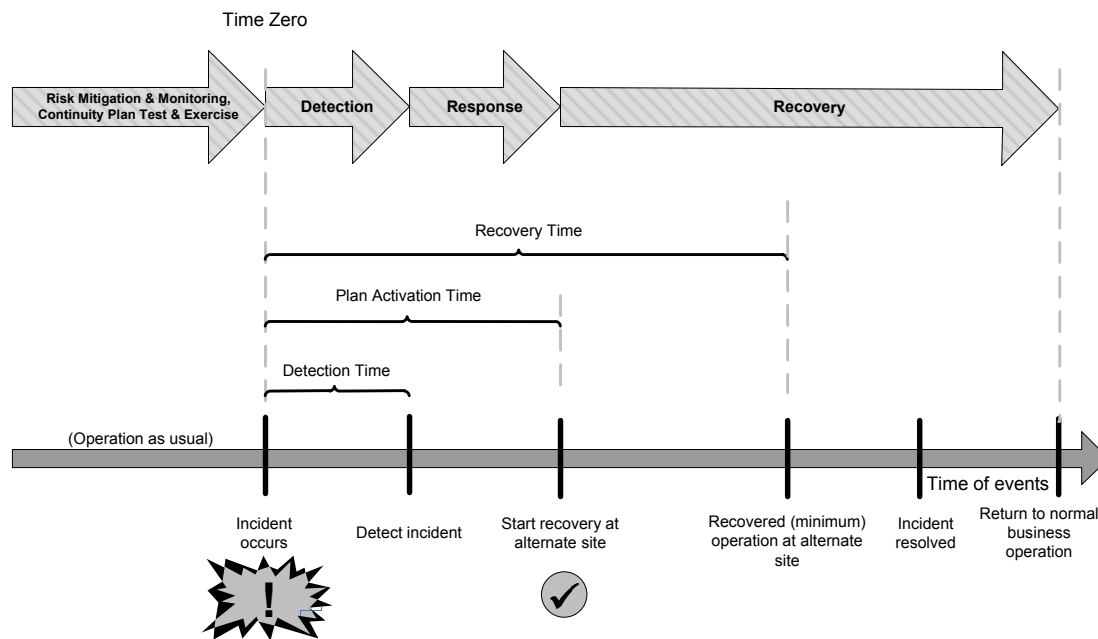 Time Zero
Risk Mitigation & Monitoring,
Continuity Plan Test & Exercise
Detection
Response
Recovery
Recovery Time
Plan Activation Time
Detection Time
(Operation as usual)
Time of events
Incident
occurs
Detect incident
Start recovery at
alternate site
Recovered (minimum)
operation at alternate
site
Incident
resolved
Return to normal
business
operation
!